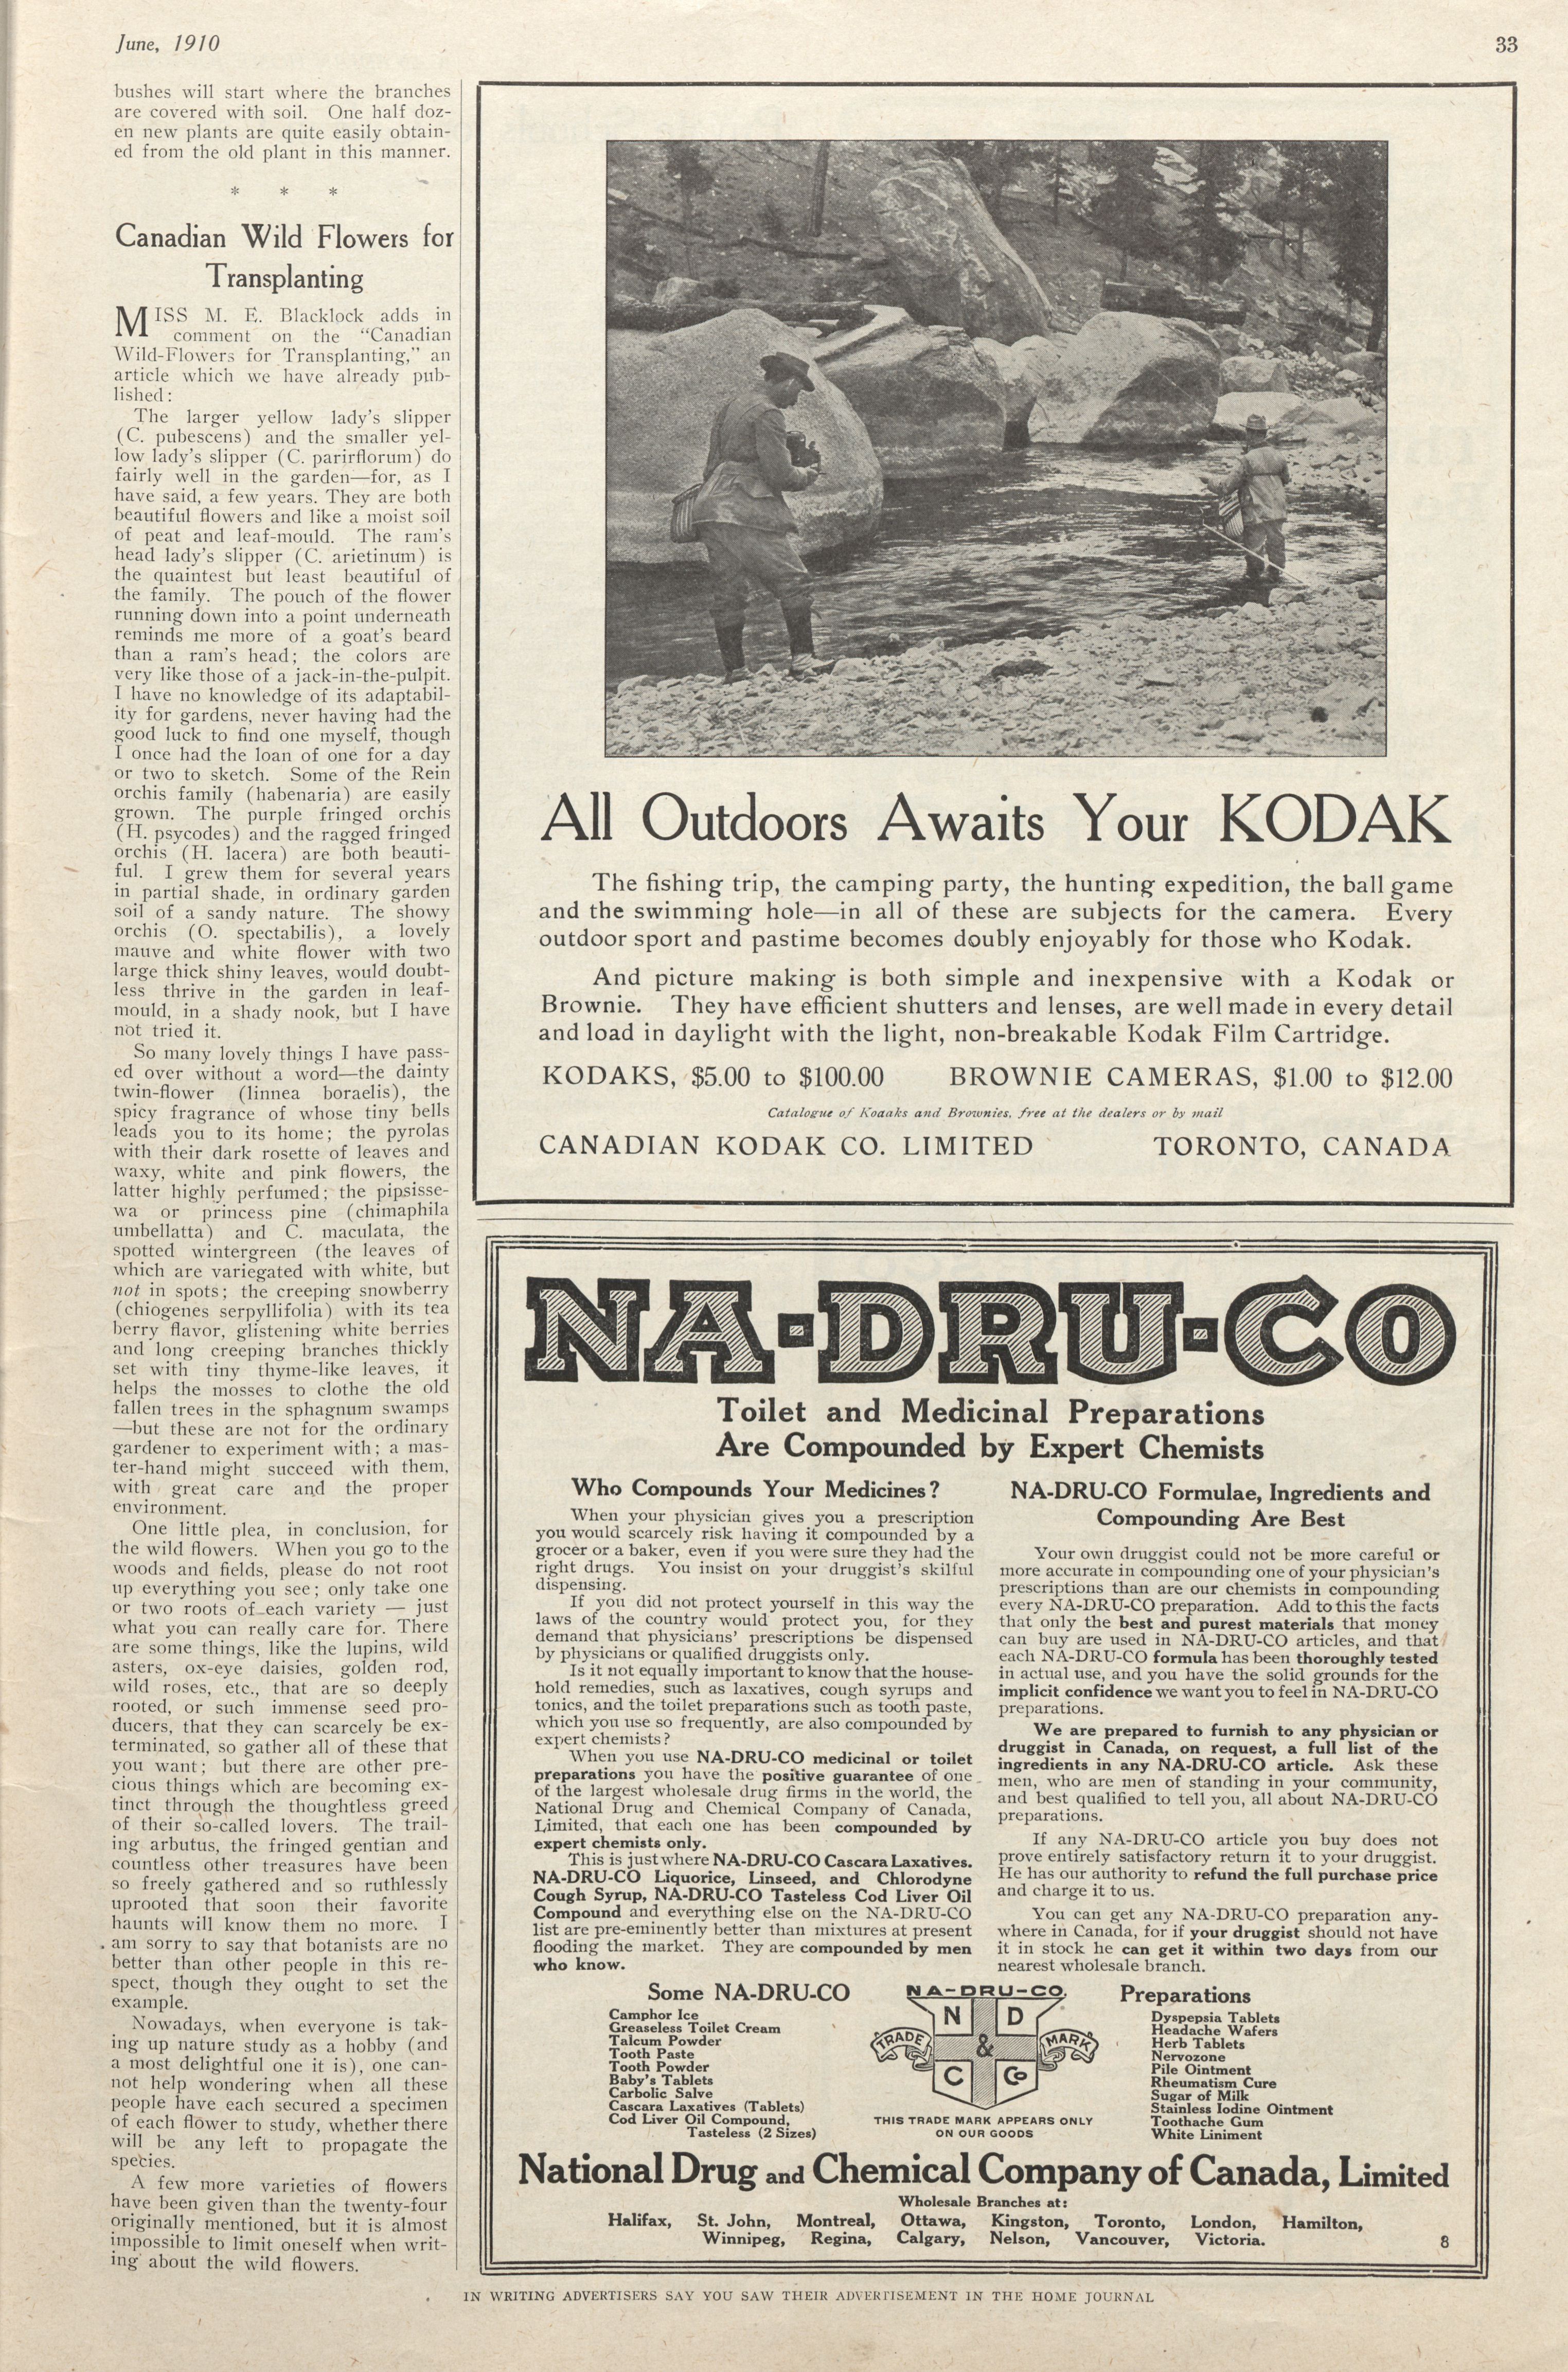 June, 1910
33
bushes will start where the branches
are covered with soil. One half doz-
en new plants are quite easily obtain-
ed from the old plant in this manner.
* * *
Canadian Wild Flowers for
Transplanting
MISS M. E. Blacklock adds in
comment on the "Canadian
Wild-Flowers for Transplanting," an
article which we have already pub-
lished:
The larger yellow lady's slipper
(C. pubescens) and the smaller yel-
low lady's slipper (C. parirflorum) do
fairly well in the garden—for, as I
have said, a few years. They are both
beautiful flowers and like a moist soil
of peat and leaf-mould. The ram's
head lady's slipper (C. arietinum) is
the quaintest but least beautiful of
the family. The pouch of the flower
running down into a point underneath
reminds me more of a goat's beard
than a ram's head; the colors are
very like those of a jack-in-the-pulpit.
I have no knowledge of its adaptabil-
ity for gardens, never having had the
good luck to find one myself, though
I once had the loan of one for a day
or two to sketch. Some of the Rein
orchis family (habenaria) are easily
grown. The purple fringed orchis
(H. psycodes) and the ragged fringed
orchis (H. lacera) are both beauti-
ful. I grew them for several years
in partial shade, in ordinary garden
soil of a sandy nature. The showy
orchis (O. spectabilis), a lovely
mauve and white flower with two
large thick shiny leaves, would doubt-
less thrive in the garden in leaf-
mould, in a shady nook, but I have
not tried it.
So many lovely things I have pass-
ed over without a word—the dainty
twin-flower (linnea boraelis), the
spicy fragrance of whose tiny bells
leads you to its home; the pyrolas
with their dark rosette of leaves and
waxy, white and pink flowers, the
latter highly perfumed; the pipsisse-
wa or princess pine (chimaphila
umbellatta) and C. maculata, the
spotted wintergreen (the leaves of
which are variegated with white, but
not in spots; the creeping snowberry
(chiogenes serpyllifolia) with its tea
berry flavor, glistening white berries
and long creeping branches thickly
set with tiny thyme-like leaves, it
helps the mosses to clothe the old
fallen trees in the sphagnum swamps
—but these are not for the ordinary
gardener to experiment with; a mas-
ter-hand might succeed with them,
with great care and the proper
environment.
One little plea, in conclusion, for
the wild flowers. When you go to the
woods and fields, please do not root
up everything you see; only take one
or two roots of each variety — just
what you can really care for. There
are some things, like the lupins, wild
asters, ox-eye daisies, golden rod,
wild roses, etc., that are so deeply
rooted, or such immense seed pro-
ducers, that they can scarcely be ex-
terminated, so gather all of these that
you want; but there are other pre-
cious things which are becoming ex-
tinct through the thoughtless greed
of their so-called lovers. The trail-
ing arbutus, the fringed gentian and
countless other treasures have been
so freely gathered and so ruthlessly
uprooted that soon their favorite
haunts will know them no more. I
am sorry to say that botanists are no
better than other people in this re-
spect, though they ought to set the
example.
Nowadays, when everyone is tak-
ing up nature study as a hobby (and
a most delightful one it is), one can-
not help wondering when all these
people have each secured a specimen
of each flower to study, whether there
will be any left to propagate the
species.
A few more varieties of flowers
have been given than the twenty-four
originally mentioned, but it is almost
impossible to limit oneself when writ-
ing about the wild flowers.
All Outdoors Awaits Your KODAK
The fishing trip, the camping party, the hunting expedition, the ball game
and the swimming hole—in all of these are subjects for the camera. Every
outdoor sport and pastime becomes doubly enjoyably for those who Kodak.
And picture making is both simple and inexpensive with a Kodak or
Brownie. They have efficient shutters and lenses, are well made in every detail
and load in daylight with the light, non-breakable Kodak Film Cartridge.
KODAKS, $5.00 to $100.00 BROWNIE CAMERAS, $1.00 to $12.00
Catalogue of Kodaks and Brownies, free at the dealers or by mail
CANADIAN KODAK CO. LIMITED TORONTO, CANADA
NA-DRU-CO
Toilet and Medicinal Preparations
Are Compounded by Expert Chemists
Who Compounds Your Medicines?
When your physician gives you a prescription
you would scarcely risk having it compounded by a
grocer or a baker, even if you were sure they had the
right drugs. You insist on your druggist's skilful
dispensing.
If you did not protect yourself in this way the
laws of the country would protect you, for they
demand that physicians' prescriptions be dispensed
by physicians or qualified druggists only.
Is it not equally important to know that the house-
hold remedies, such as laxatives, cough syrups and
tonics, and the toilet preparations such as tooth paste,
which you use so frequently, are also compounded by
expert chemists?
When you use NA-DRU-CO medicinal or toilet
preparations you have the positive guarantee of one
of the largest wholesale drug firms in the world, the
National Drug and Chemical Company of Canada,
Limited, that each one has been compounded by
expert chemists only.
This is just where NA-DRU-CO Cascara Laxatives.
NA-DRU-CO Liquorice, Linseed, and Chlorodyne
Cough Syrup, NA-DRU-CO Tasteless Cod Liver Oil
Compound and everything else on the NA-DRU-CO
list are pre-eminently better than mixtures at present
flooding the market. They are compounded by men
who know.
NA-DRU-CO Formulae, Ingredients and
Compounding Are Best
Your own druggist could not be more careful or
more accurate in compounding one of your physician's
prescriptions than are our chemists in compounding
every NA-DRU-CO preparation. Add to this the facts
that only the best and purest materials that money
can buy are used in NA-DRU-CO articles, and that
each NA-DRU-CO formula has been thoroughly tested
in actual use, and you have the solid grounds for the
implicit confidence we want you to feel in NA-DRU-CO
preparations.
We are prepared to furnish to any physician or
druggist in Canada, on request, a full list of the
ingredients in any NA-DRU-CO article. Ask these
men, who are men of standing in your community,
and best qualified to tell you, all about NA-DRU-CO
preparations.
If any NA-DRU-CO article you buy does not
prove entirely satisfactory return it to your druggist.
He has our authority to refund the full purchase price
and charge it to us.
You can get any NA-DRU-CO preparation any-
where in Canada, for if your druggist should not have
it in stock he can get it within two days from our
nearest wholesale branch.
Some NA-DRU-CO
Camphor Ice
Greaseless Toilet Cream
Talcum Powder
Tooth Paste
Tooth Powder
Baby's Tablets
Carbolic Salve
Cascara Laxatives (Tablets)
Cod Liver Oil Compound,
Tasteless (2 Sizes)
NA-DRU-CO.
N D
TRADE & MARK
C Co
THIS TRADE MARK APPEARS ONLY
ON OUR GOODS
Preparations
Dyspepsia Tablets
Headache Wafers
Herb Tablets
Nervozone
Pile Ointment
Rheumatism Cure
Sugar of Milk
Stainless Iodine Ointment
Toothache Gum
White Liniment
National Drug and Chemical Company of Canada, Limited
Wholesale Branches at:
Halifax, St. John, Montreal, Ottawa, Kingston, Toronto, London, Hamilton,
Winnipeg, Regina, Calgary, Nelson, Vancouver, Victoria.
8
IN WRITING ADVERTISERS SAY YOU SAW THEIR ADVERTISEMENT IN THE HOME JOURNAL